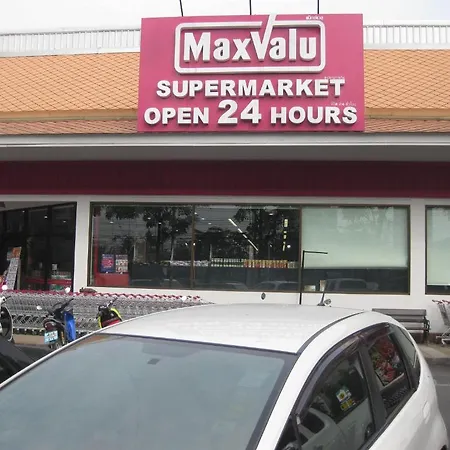 MaxValu
SUPERMARKET
OPEN 24 HOURS